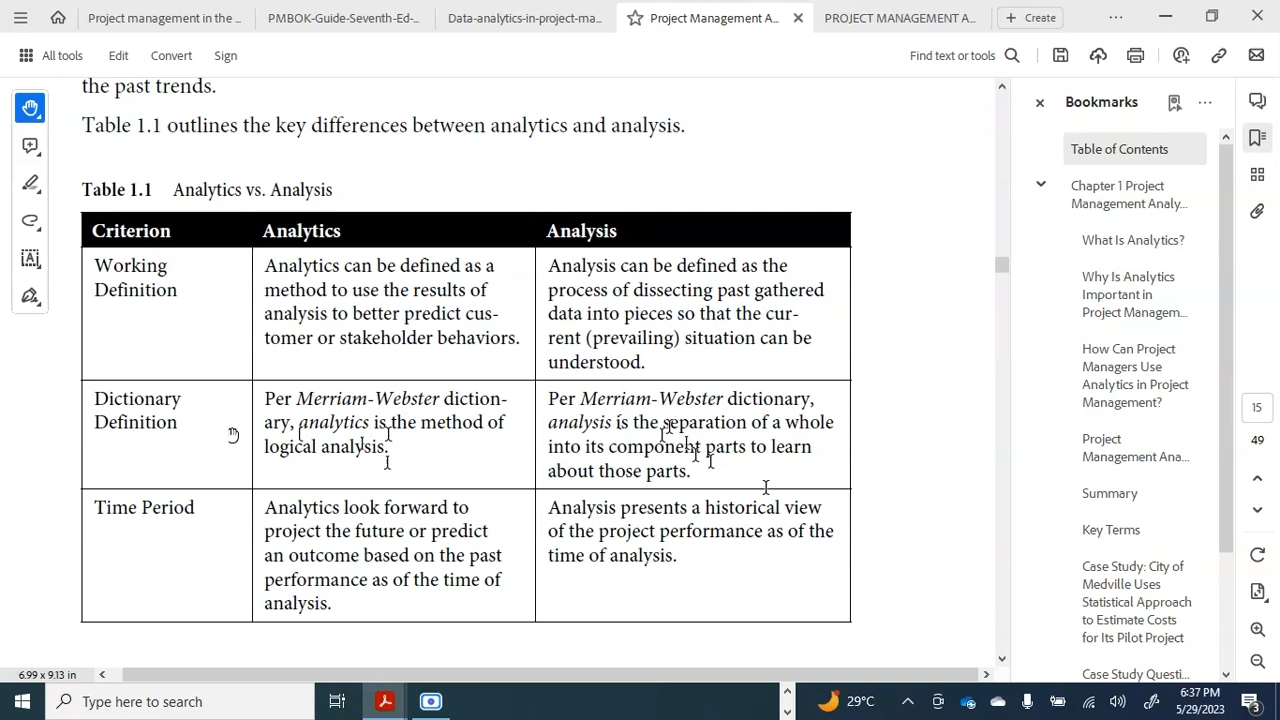 Project management in the ...
PMBOK-Guide-Seventh-Ed-...
Data-analytics-in-project-ma...
Project Management A...
PROJECT MANAGEMENT A...
+ Create
All tools
Edit
Convert
Sign
Find text or tools
the past trends.
Table 1.1 outlines the key differences between analytics and analysis.
Table 1.1 Analytics vs. Analysis
Criterion
Analytics
Analysis
Working
Definition
Analytics can be defined as a
method to use the results of
analysis to better predict cus-
tomer or stakeholder behaviors.
Analysis can be defined as the
process of dissecting past gathered
data into pieces so that the cur-
rent (prevailing) situation can be
understood.
Dictionary
Definition
Per Merriam-Webster diction-
ary, analytics is the method of
logical analysis.
Per Merriam-Webster dictionary,
analysis is the separation of a whole
into its component parts to learn
about those parts.
Time Period
Analytics look forward to
project the future or predict
an outcome based on the past
performance as of the time of
analysis.
Analysis presents a historical view
of the project performance as of the
time of analysis.
Bookmarks
Table of Contents
Chapter 1 Project
Management Analy...
What Is Analytics?
Why Is Analytics
Important in
Project Managem...
How Can Project
Managers Use
Analytics in Project
Management?
Project
Management Ana...
Summary
Key Terms
Case Study: City of
Medville Uses
Statistical Approach
to Estimate Costs
for Its Pilot Project
Case Study Questi...
15
49
6.99 x 9.13 in
Type here to search
29°C
6:37 PM
5/29/2023
3